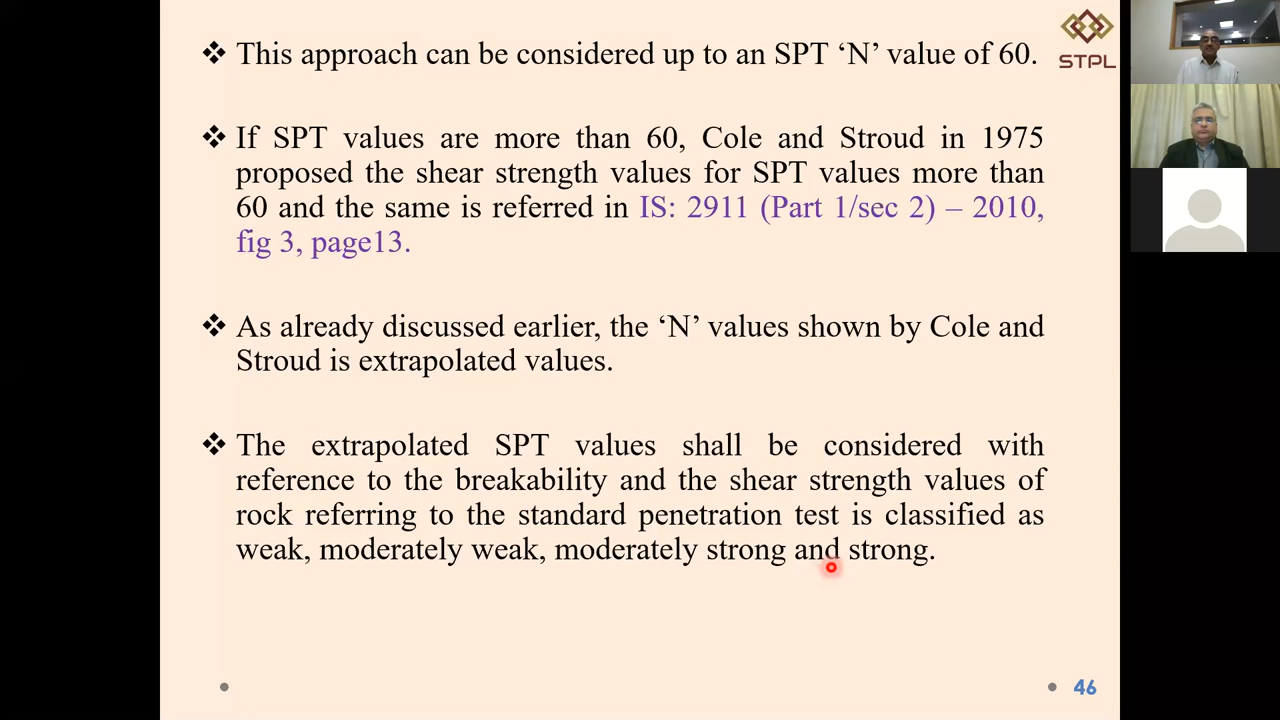 ❖ This approach can be considered up to an SPT ‘N’ value of 60.
STPL
❖ If SPT values are more than 60, Cole and Stroud in 1975
proposed the shear strength values for SPT values more than
60 and the same is referred in IS: 2911 (Part 1/sec 2) – 2010,
fig 3, page13.
❖ As already discussed earlier, the ‘N’ values shown by Cole and
Stroud is extrapolated values.
❖ The extrapolated SPT values shall be considered with
reference to the breakability and the shear strength values of
rock referring to the standard penetration test is classified as
weak, moderately weak, moderately strong and strong.
46